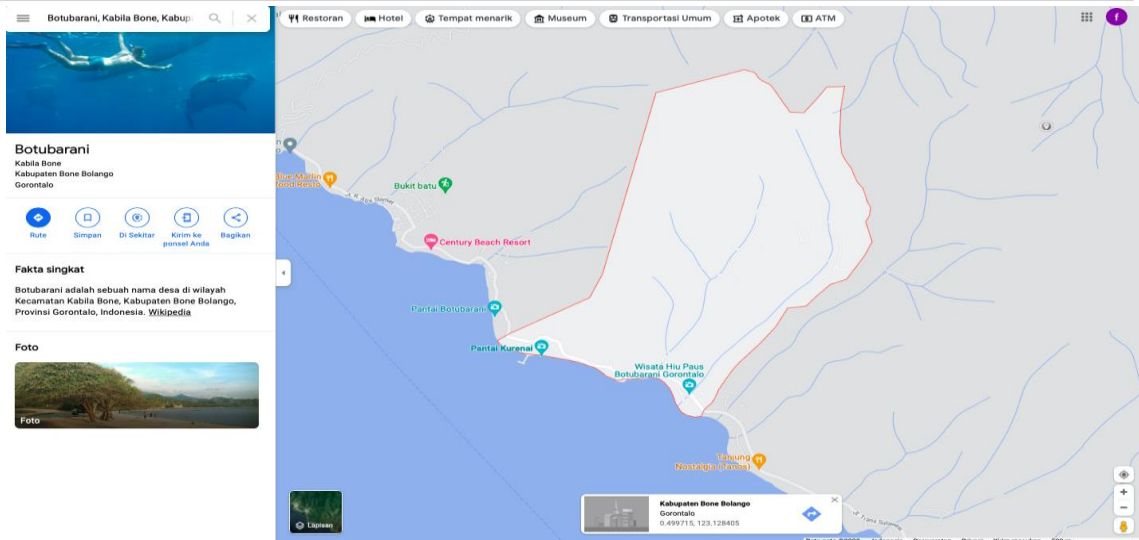 Botubarani, Kabila Bone, Kabup
Restoran
Hotel
Tempat menarik
Museum
Transportasi Umum
Apotek
ATM
f
Botubarani
Kabila Bone
Kabupaten Bone Bolango
Gorontalo
Rute
Simpan
Di Sekitar
Kirim ke
ponsel Anda
Bagikan
Fakta singkat
Botubarani adalah sebuah nama desa di wilayah
Kecamatan Kabila Bone, Kabupaten Bone Bolango,
Provinsi Gorontalo, Indonesia. Wikipedia
Foto
Foto
Blue Marlin
Bukit batu
Century Beach Resort
Pantai Botubarani
Pantai Kurenai
Wisata Hiu Paus
Botubarani Gorontalo
Tanjung
Nostalgia
Lapisan
Kabupaten Bone Bolango
Gorontalo
0.499715, 123.128405